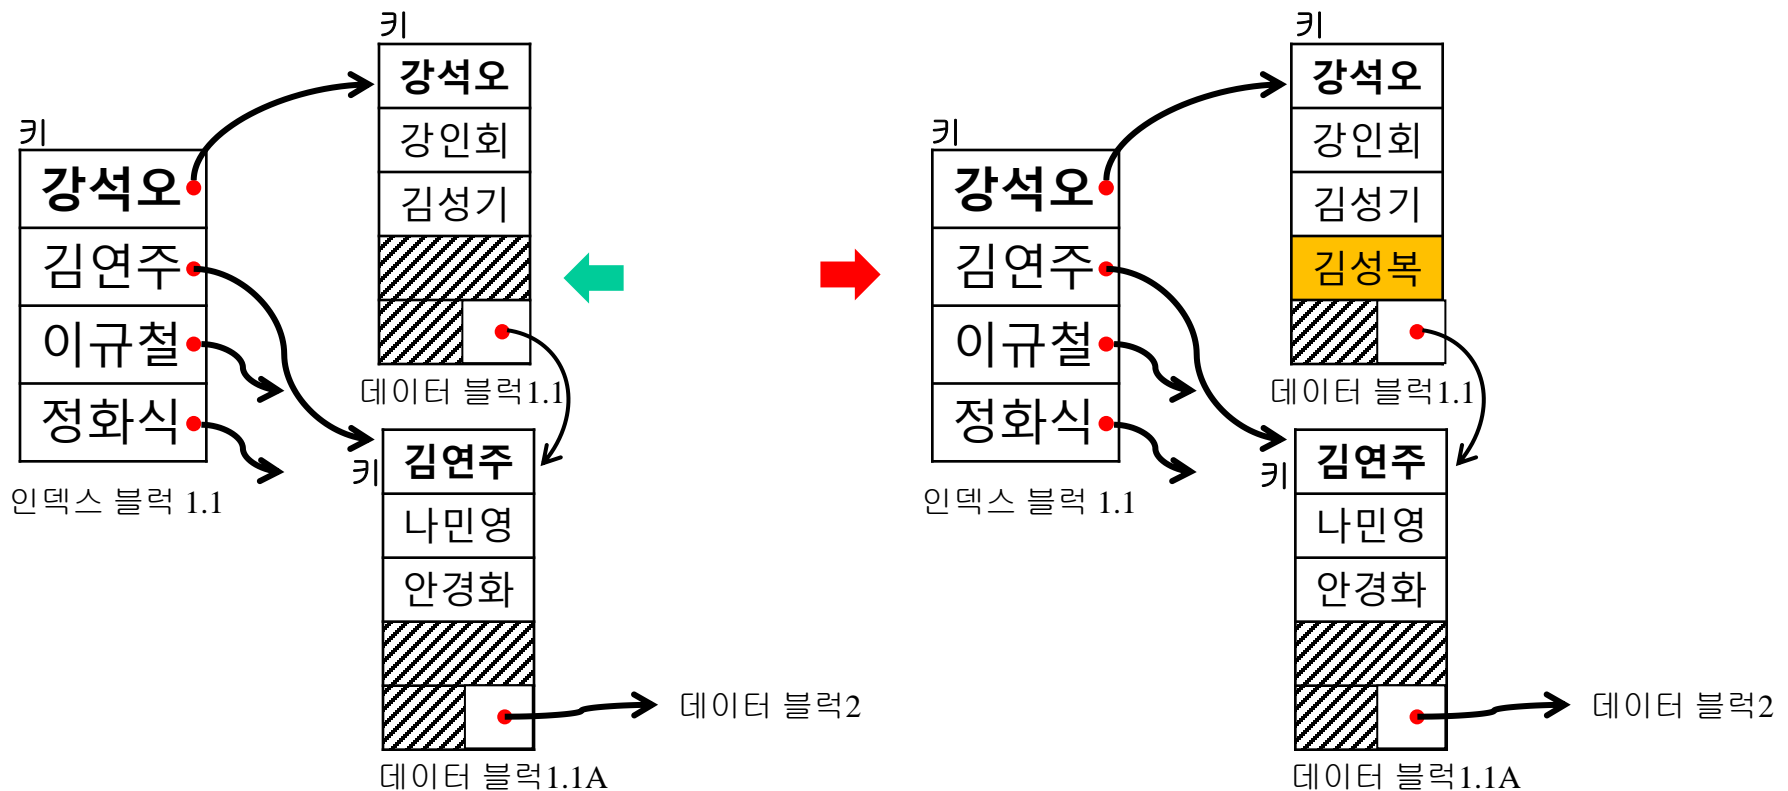 키
강석오
김연주
이규철
정화식
인덱스 블럭 1.1
키
강석오
강인회
김성기
데이터 블럭1.1
키
김연주
나민영
안경화
데이터 블럭2
데이터 블럭1.1A
키
강석오
김연주
이규철
정화식
인덱스 블럭 1.1
키
강석오
강인회
김성기
김성복
데이터 블럭1.1
키
김연주
나민영
안경화
데이터 블럭2
데이터 블럭1.1A